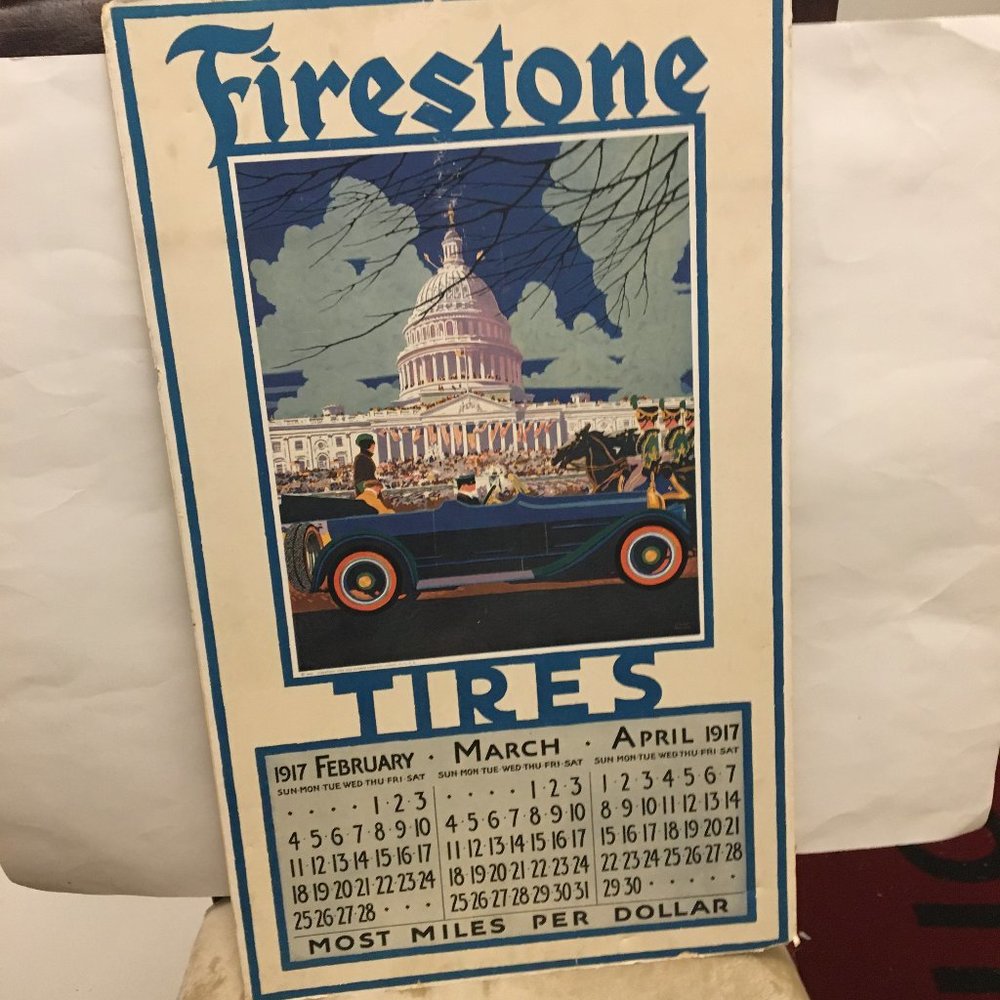 Firestone
TIRES
1917 FEBRUARY · MARCH · APRIL 1917
SUN·MON·TUE·WED·THU·FRI·SAT SUN·MON·TUE·WED·THU·FRI·SAT SUN·MON·TUE·WED·THU·FRI·SAT
· · · · 1·2·3 · · · · 1·2·3 1·2·3·4·5·6·7
4·5·6·7·8·9·10 4·5·6·7·8·9·10 8·9·10·11·12·13·14
11·12·13·14·15·16·17 11·12·13·14·15·16·17 15·16·17·18·19·20·21
18·19·20·21·22·23·24 18·19·20·21·22·23·24 22·23·24·25·26·27·28
25·26·27·28 · · · 25·26·27·28·29·30·31 29·30 · · · · ·
MOST MILES PER DOLLAR